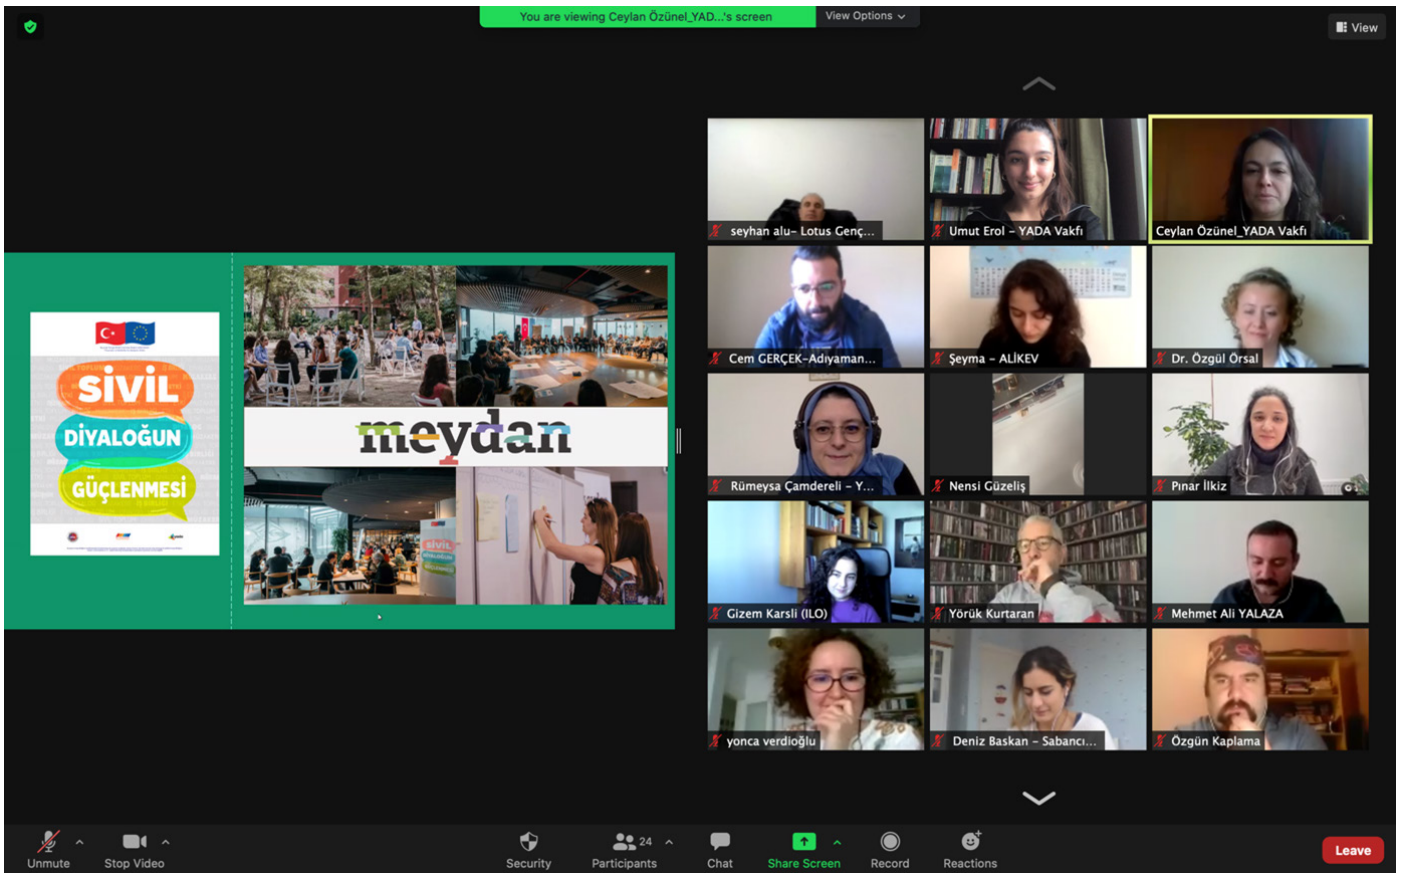 You are viewing Ceylan Özünel_YAD...'s screen
View Options
View
SİVİL
DİYALOĞUN
GÜÇLENMESİ
meydan
SİVİL
seyhan alu– Lotus Genç...
Umut Erol – YADA Vakfı
Ceylan Özünel_YADA Vakfı
Cem GERÇEK–Adıyaman...
Şeyma – ALİKEV
Dr. Özgül Örsal
Rümeysa Çamdereli – Y...
Nensi Güzeliş
Pınar İlkiz
Gizem Karsli (ILO)
Yörük Kurtaran
Mehmet Ali YALAZA
yonca verdioğlu
Deniz Baskan – Sabancı...
Özgün Kaplama
Unmute
Stop Video
Security
24
Participants
Chat
Share Screen
Record
Reactions
Leave